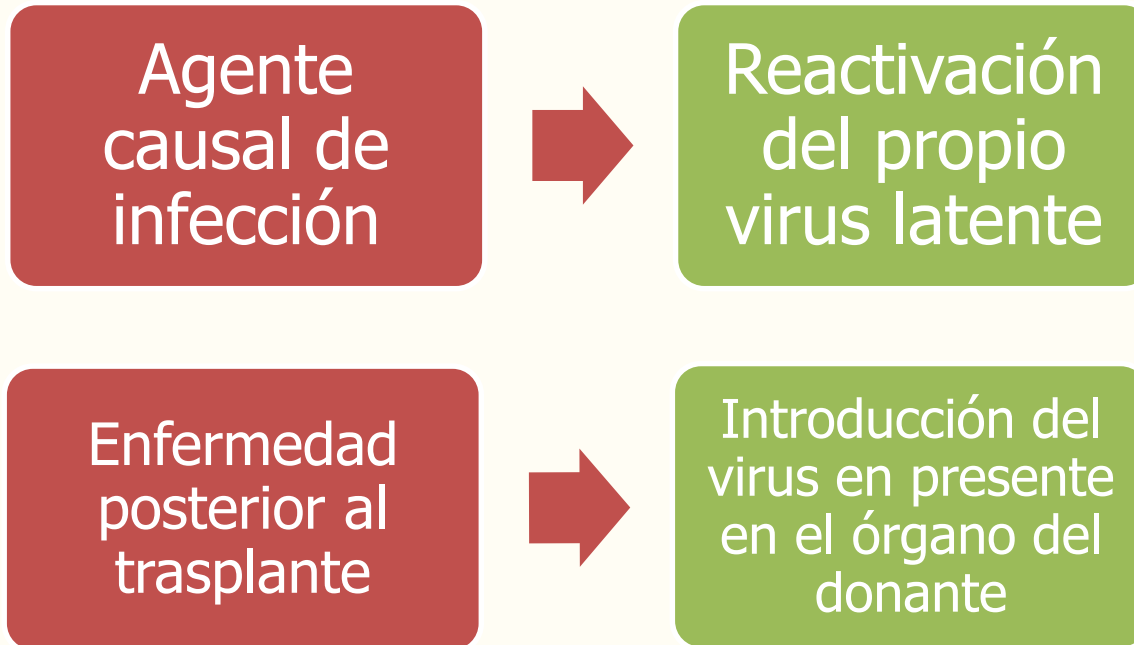 Agente
causal de
infección
Reactivación
del propio
virus latente
Enfermedad
posterior al
trasplante
Introducción del
virus en presente
en el órgano del
donante